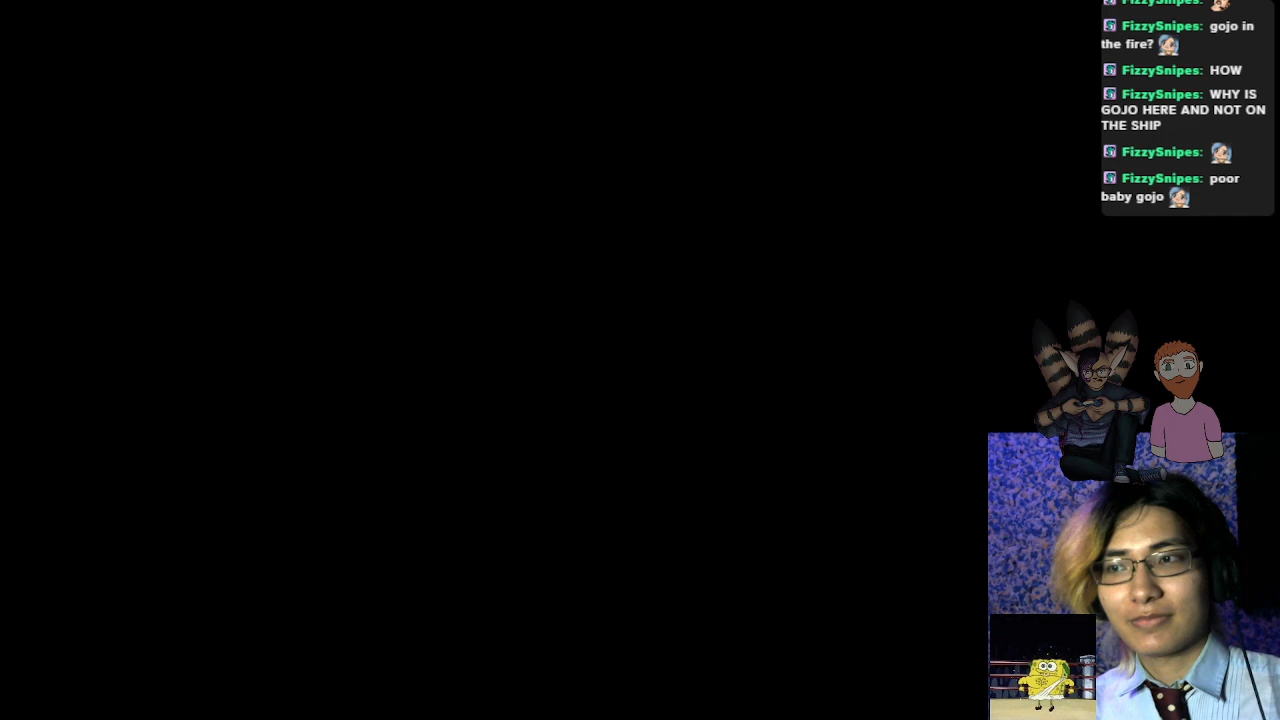 FizzySnipes:
FizzySnipes: gojo in
the fire?
FizzySnipes: HOW
FizzySnipes: WHY IS
GOJO HERE AND NOT ON
THE SHIP
FizzySnipes:
FizzySnipes: poor
baby gojo